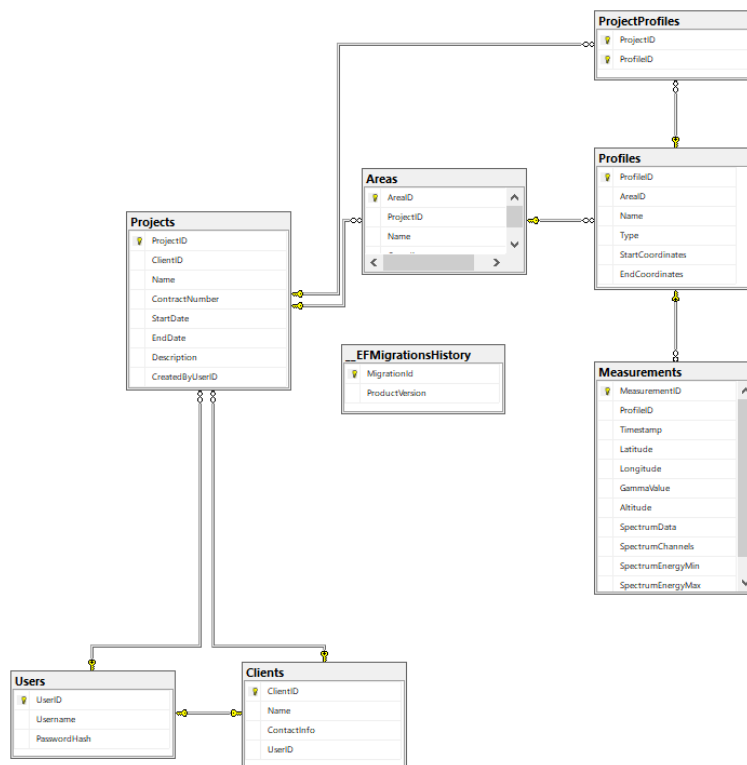 ProjectProfiles
ProjectID
ProfileID
Profiles
ProfileID
AreaID
Name
Type
StartCoordinates
EndCoordinates
Areas
AreaID
ProjectID
Name
Projects
ProjectID
ClientID
Name
ContractNumber
StartDate
EndDate
Description
CreatedByUserID
__EFMigrationsHistory
MigrationId
ProductVersion
Measurements
MeasurementID
ProfileID
Timestamp
Latitude
Longitude
GammaValue
Altitude
SpectrumData
SpectrumChannels
SpectrumEnergyMin
SpectrumEnergyMax
Users
UserID
Username
PasswordHash
Clients
ClientID
Name
ContactInfo
UserID